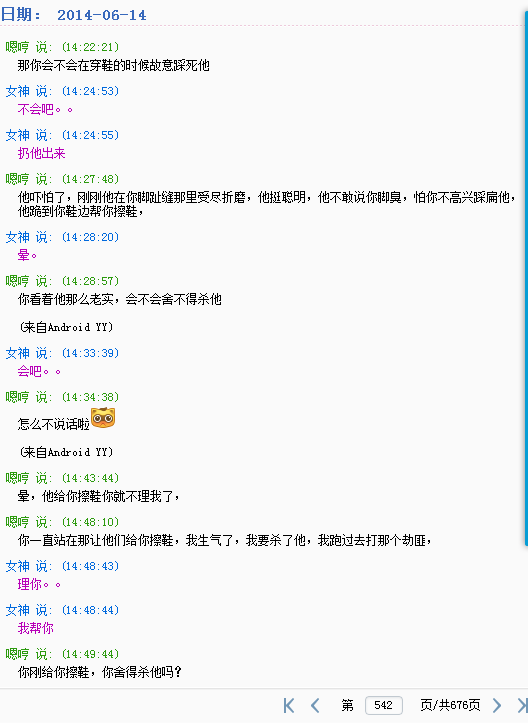 日期： 2014-06-14
嗯哼 说: (14:22:21)
那你会不会在穿鞋的时候故意踩死他
女神 说: (14:24:53)
不会吧。。
女神 说: (14:24:55)
扔他出来
嗯哼 说: (14:27:48)
他吓怕了，刚刚他在你脚趾缝那里受尽折磨，他挺聪明，他不敢说你脚臭，怕你不高兴踩扁他，
他跪到你鞋边帮你擦鞋，
女神 说: (14:28:20)
晕。
嗯哼 说: (14:28:57)
你看着他那么老实，会不会舍不得杀他
(来自Android YY)
女神 说: (14:33:39)
会吧。。
嗯哼 说: (14:34:38)
怎么不说话啦
(来自Android YY)
嗯哼 说: (14:43:44)
晕，他给你擦鞋你就不理我了，
嗯哼 说: (14:48:10)
你一直站在那让他们给你擦鞋，我生气了，我要杀了他，我跑过去打那个劫匪，
女神 说: (14:48:43)
理你。。
女神 说: (14:48:44)
我帮你
嗯哼 说: (14:49:44)
你刚给你擦鞋，你舍得杀他吗？
第 542 页/共676页